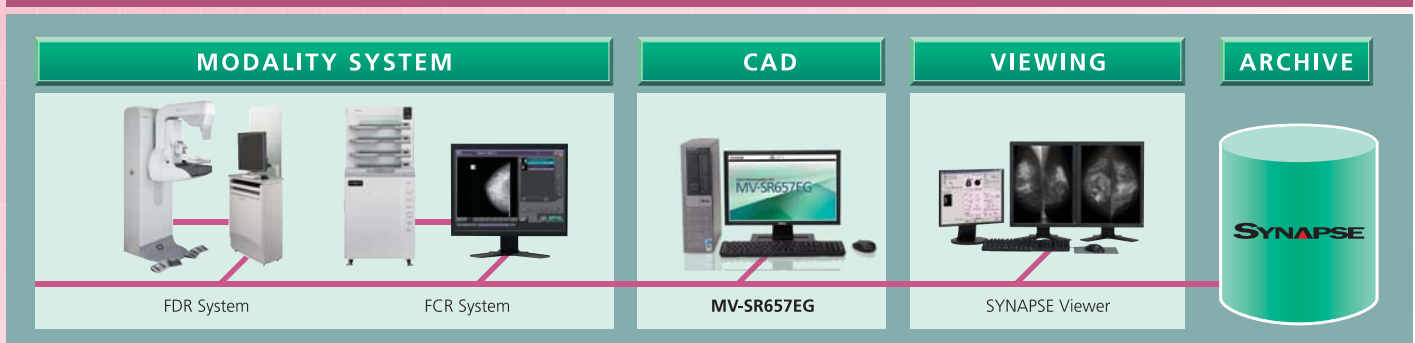 MODALITY SYSTEM
CAD
VIEWING
ARCHIVE
MV-SR657EG
SYNAPSE
FDR System
FCR System
MV-SR657EG
SYNAPSE Viewer